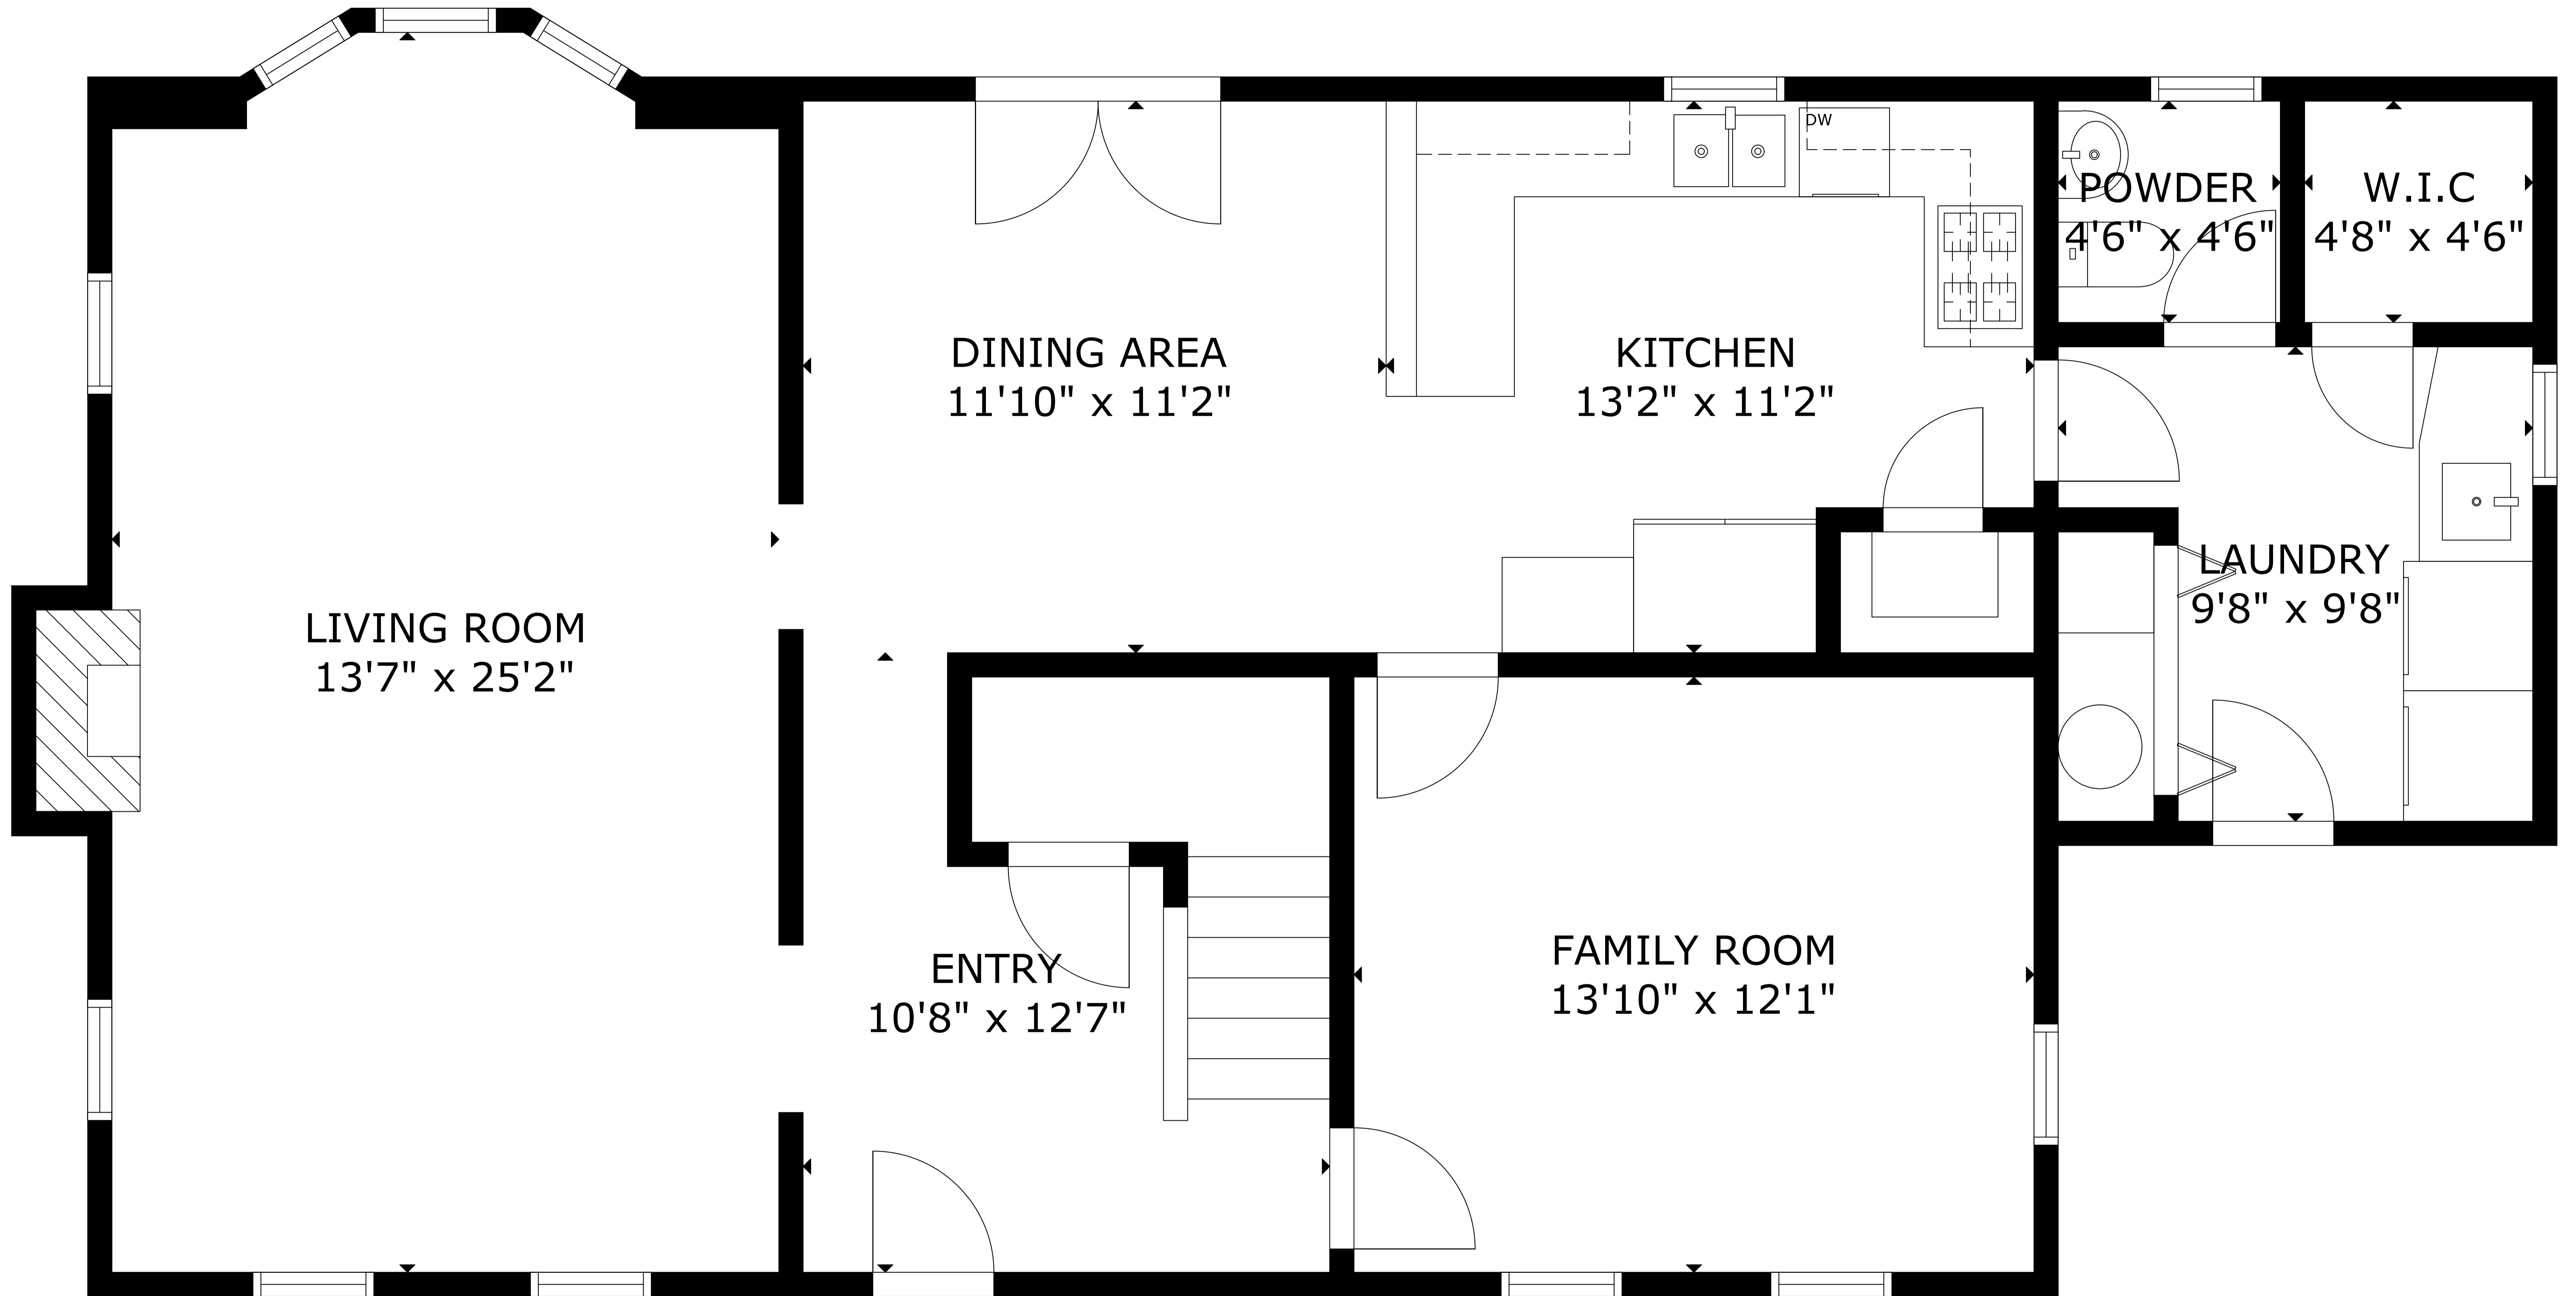 DW
POWDER
4'6" x 4'6"
W.I.C
4'8" x 4'6"
DINING AREA
11'10" x 11'2"
KITCHEN
13'2" x 11'2"
LAUNDRY
9'8" x 9'8"
LIVING ROOM
13'7" x 25'2"
ENTRY
10'8" x 12'7"
FAMILY ROOM
13'10" x 12'1"